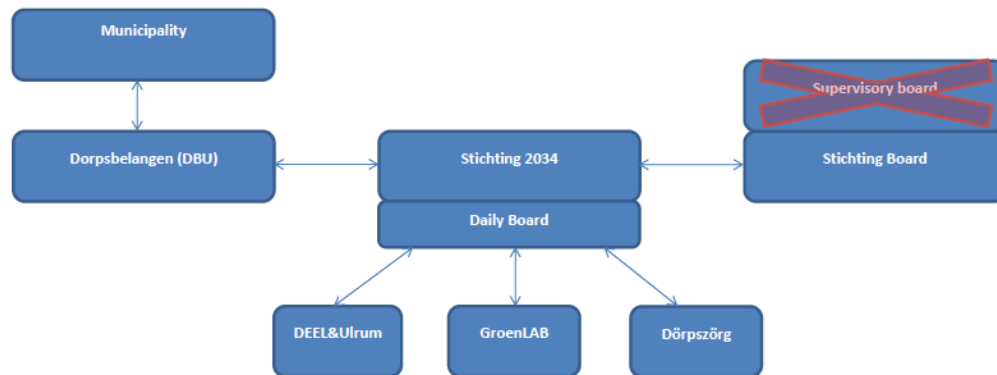 Municipality
Supervisory board
Dorpsbelangen (DBU)
Stichting 2034
Stichting Board
Daily Board
DEEL&Ulrum
GroenLAB
Dörpszörg